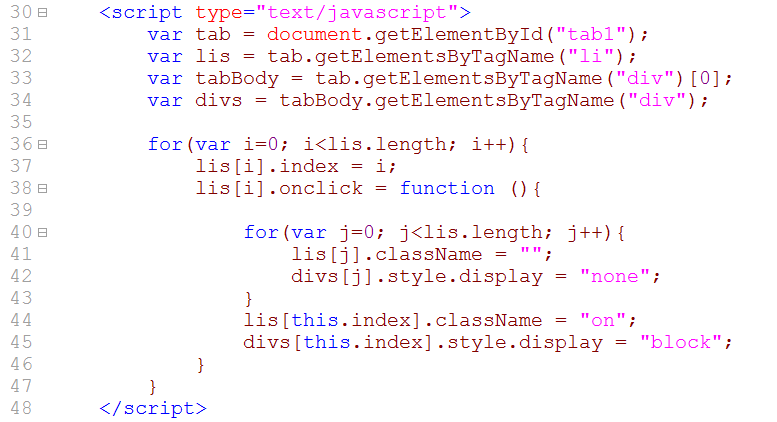 30 <script type="text/javascript">
31 var tab = document.getElementById("tab1");
32 var lis = tab.getElementsByTagName("li");
33 var tabBody = tab.getElementsByTagName("div")[0];
34 var divs = tabBody.getElementsByTagName("div");
35
36 for(var i=0; i<lis.length; i++){
37 lis[i].index = i;
38 lis[i].onclick = function (){
39
40 for(var j=0; j<lis.length; j++){
41 lis[j].className = "";
42 divs[j].style.display = "none";
43 }
44 lis[this.index].className = "on";
45 divs[this.index].style.display = "block";
46 }
47 }
48 </script>